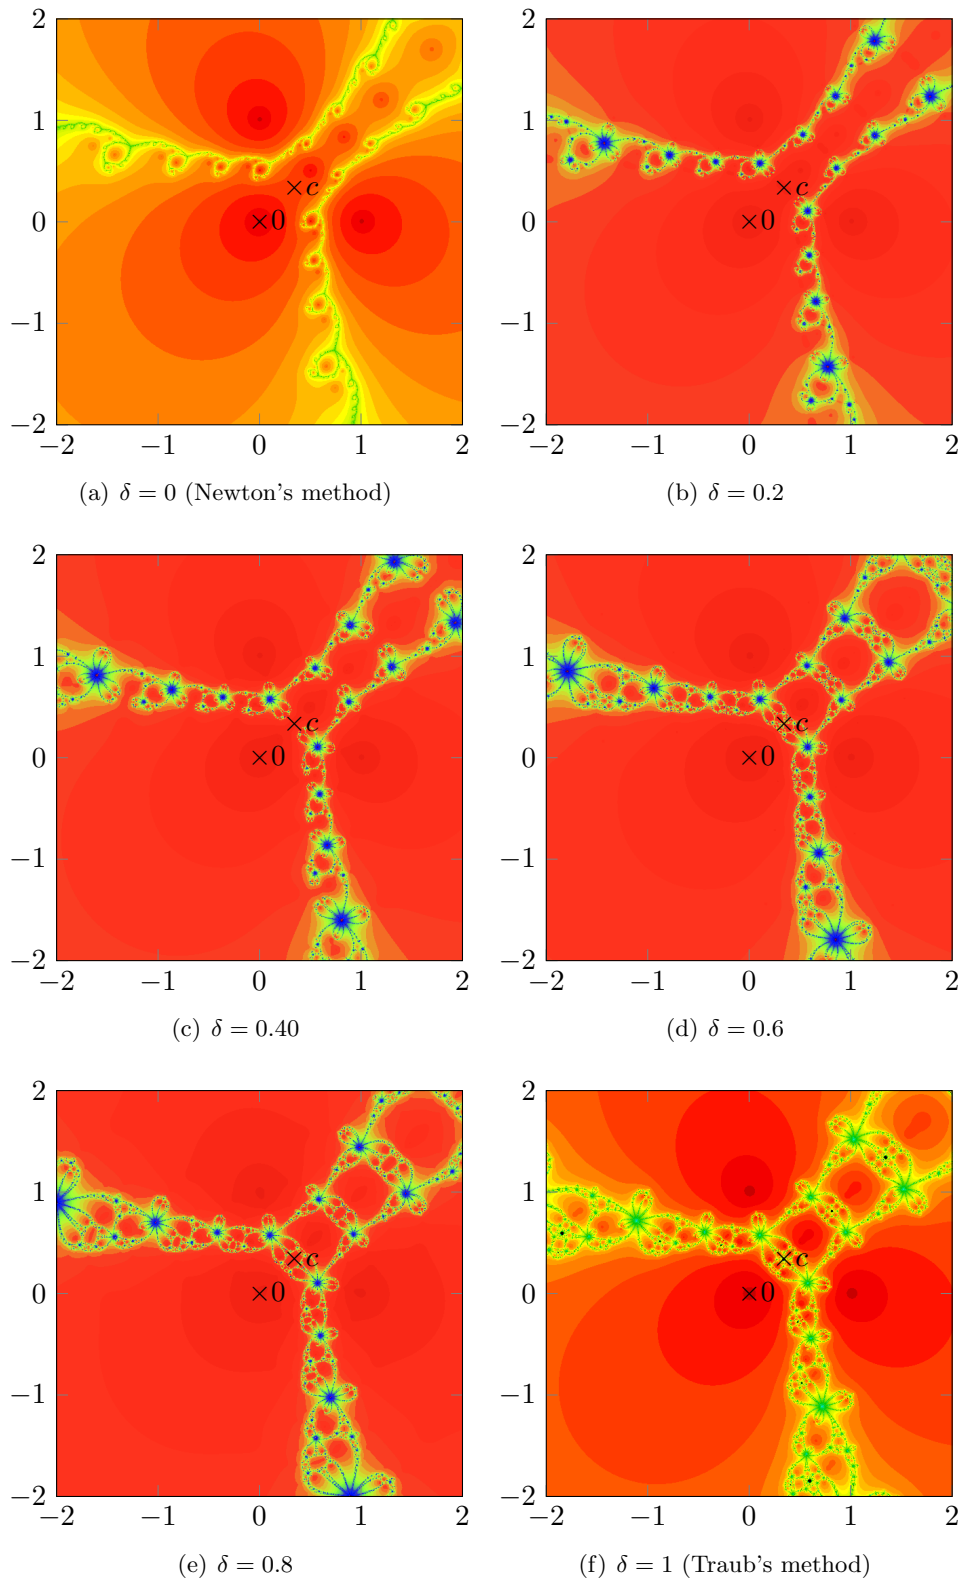 2
2
1
1
× c
× c
0
× 0
0
× 0
−1
−1
−2
−2
−2 −1 0 1 2
−2 −1 0 1 2
(a) δ = 0 (Newton's method)
(b) δ = 0.2
2
2
1
1
× c
× c
0
× 0
0
× 0
−1
−1
−2
−2
−2 −1 0 1 2
−2 −1 0 1 2
(c) δ = 0.40
(d) δ = 0.6
2
2
1
1
× c
× c
0
× 0
0
× 0
−1
−1
−2
−2
−2 −1 0 1 2
−2 −1 0 1 2
(e) δ = 0.8
(f) δ = 1 (Traub's method)